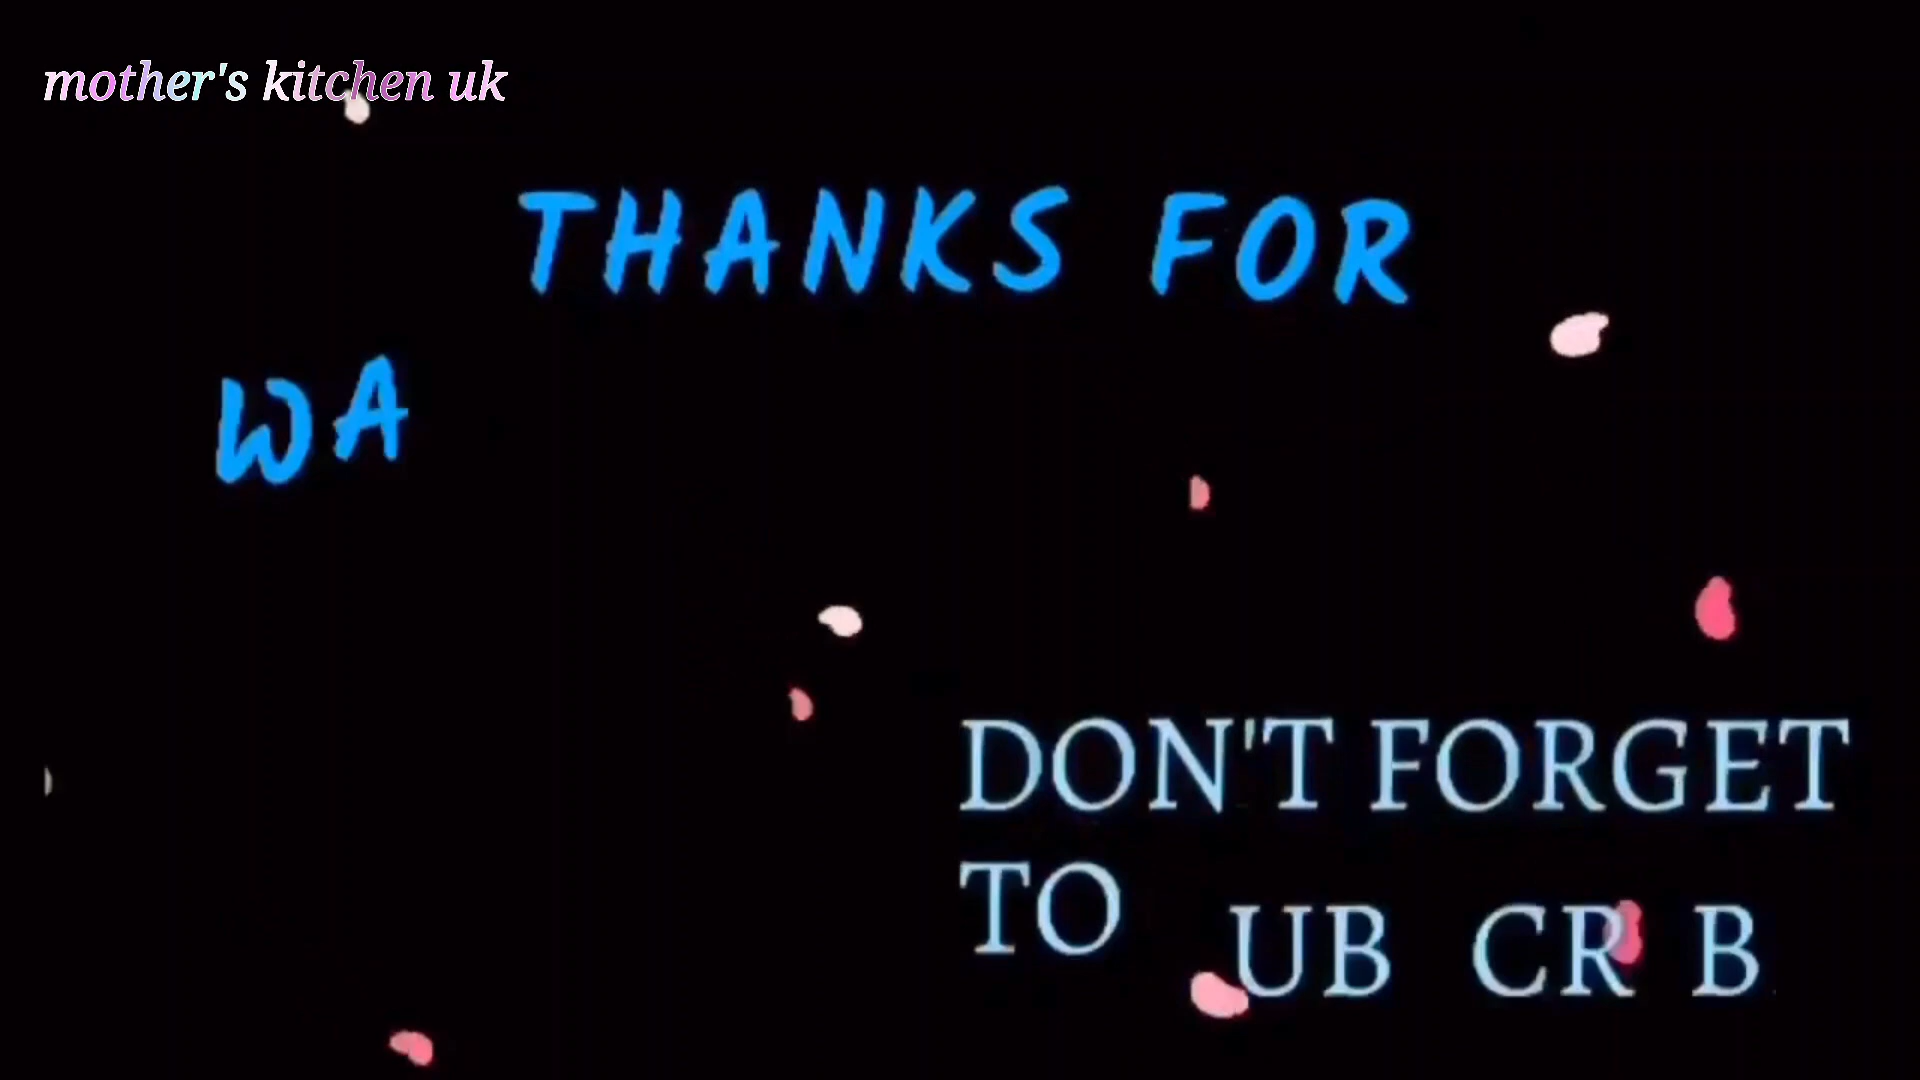 mother's kitchen uk
THANKS FOR
WA
DON'T FORGET
TO UB CR B